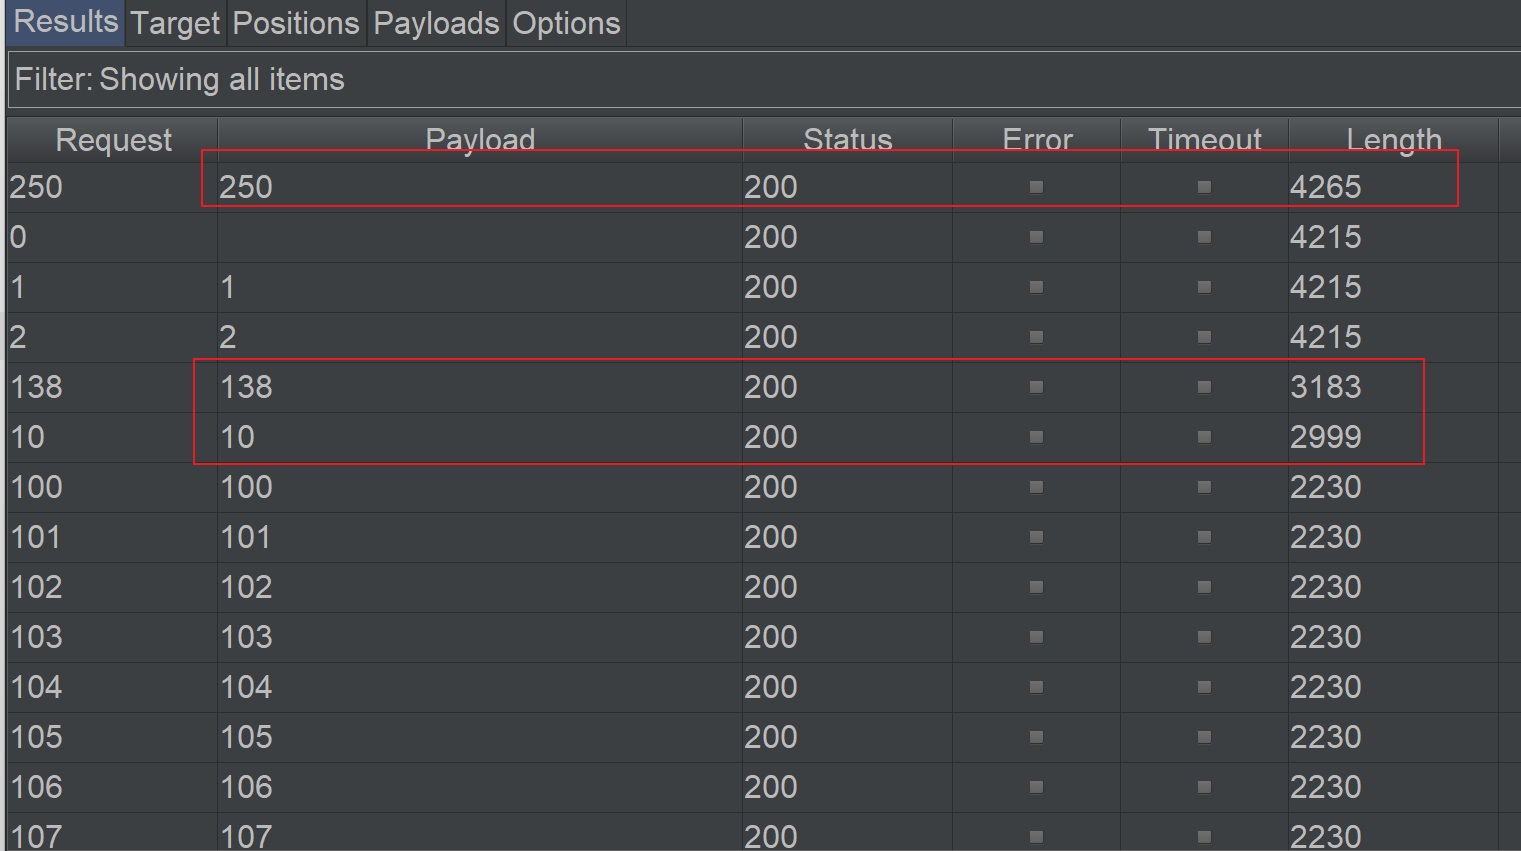 Results Target Positions Payloads Options
Filter: Showing all items
Request Payload Status Error Timeout Length
250 250 200 4265
0 200 4215
1 1 200 4215
2 2 200 4215
138 138 200 3183
10 10 200 2999
100 100 200 2230
101 101 200 2230
102 102 200 2230
103 103 200 2230
104 104 200 2230
105 105 200 2230
106 106 200 2230
107 107 200 2230